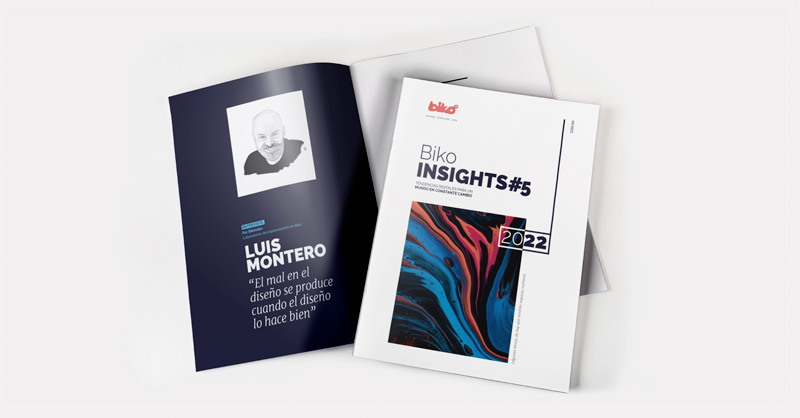 ENTREVISTA
LUIS
MONTERO
“El mal en el
diseño se produce
cuando el diseño
lo hace bien”
biko
Biko
INSIGHTS#5
TENDENCIAS DIGITALES PARA UN
MUNDO EN CONSTANTE CAMBIO
2022